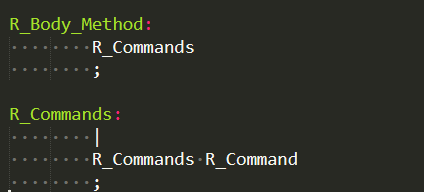 R_Body_Method:
        R_Commands
        ;

R_Commands:
        |
        R_Commands R_Command
        ;